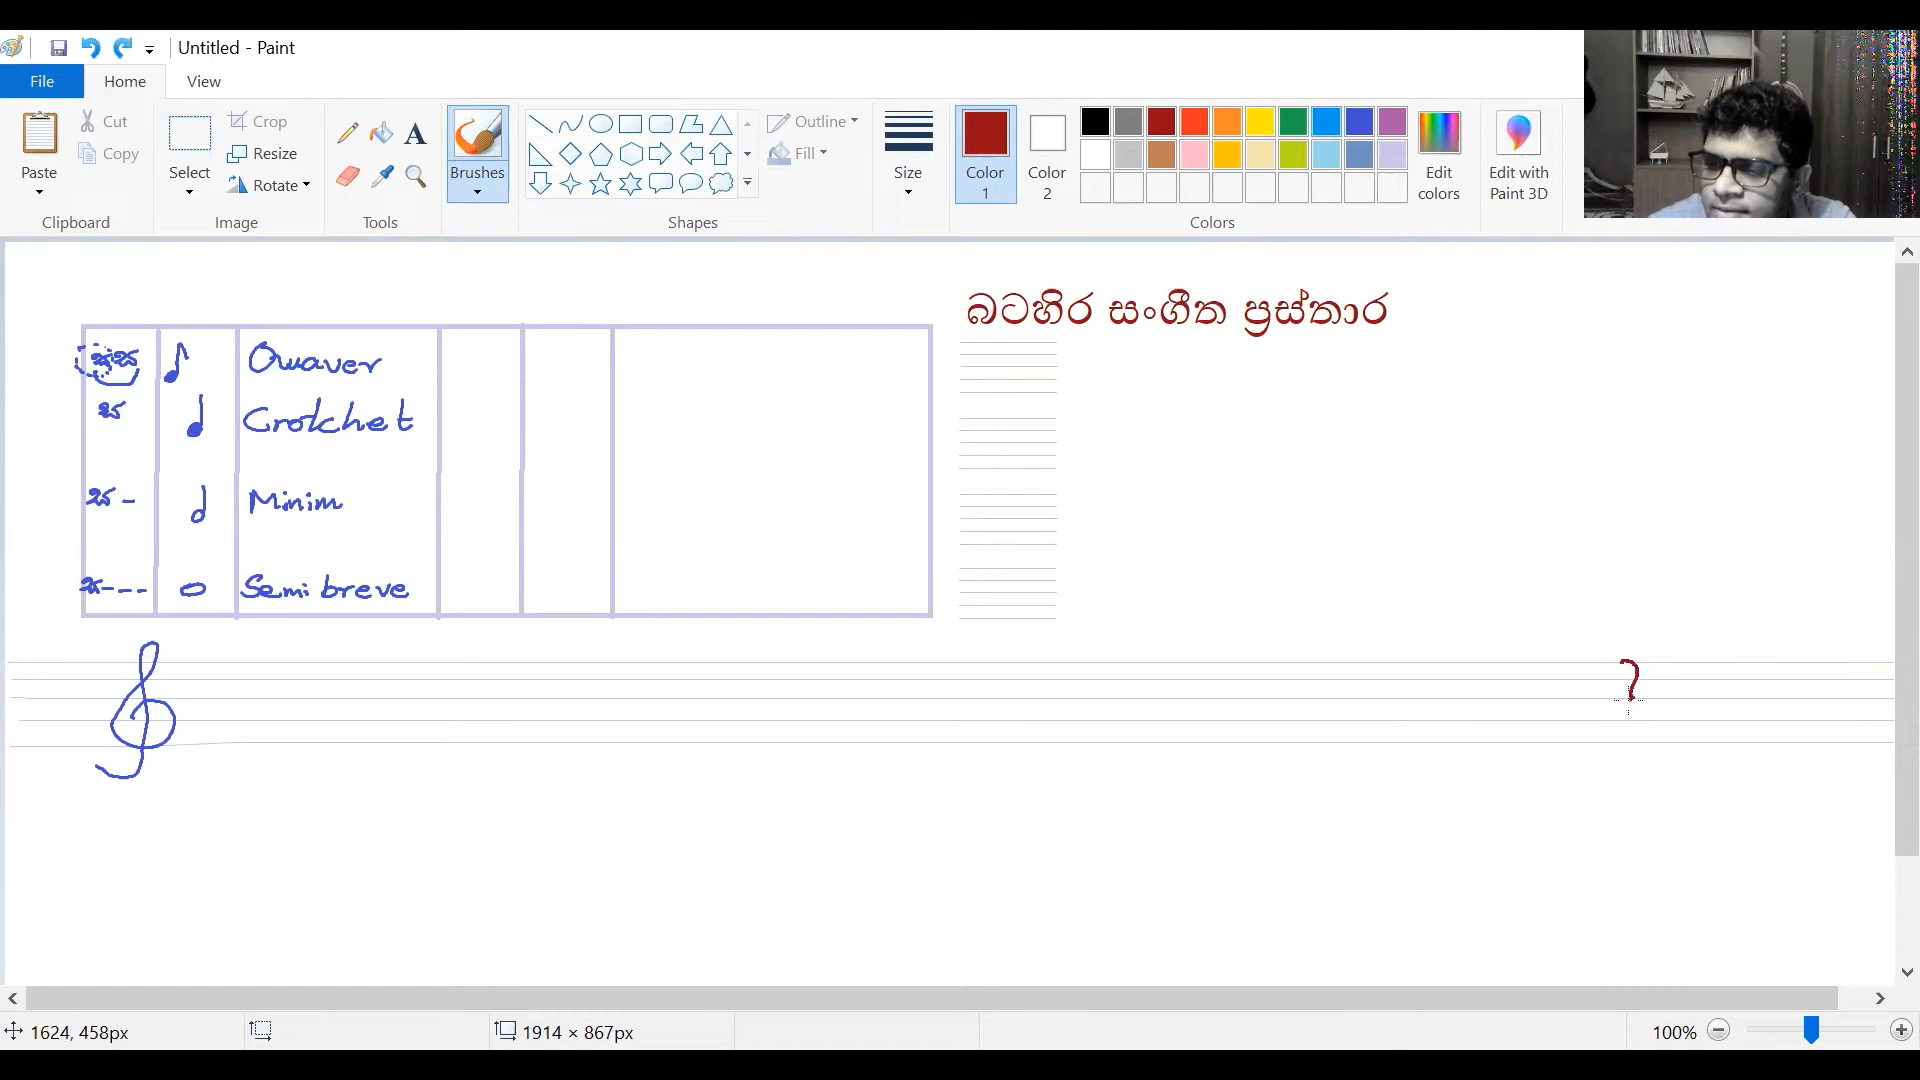 Untitled - Paint
File Home View
Paste Cut Copy Clipboard
Select Crop Resize Rotate Image
Tools
Brushes
Outline Fill Shapes
Size
Color 1 Color 2 Edit colors Colors
Edit with Paint 3D
බටහිර සංගීත ප්‍රස්තාර
Quaver
Crotchet
Minim
Semi breve
?
1624, 458px 1914 × 867px 100%